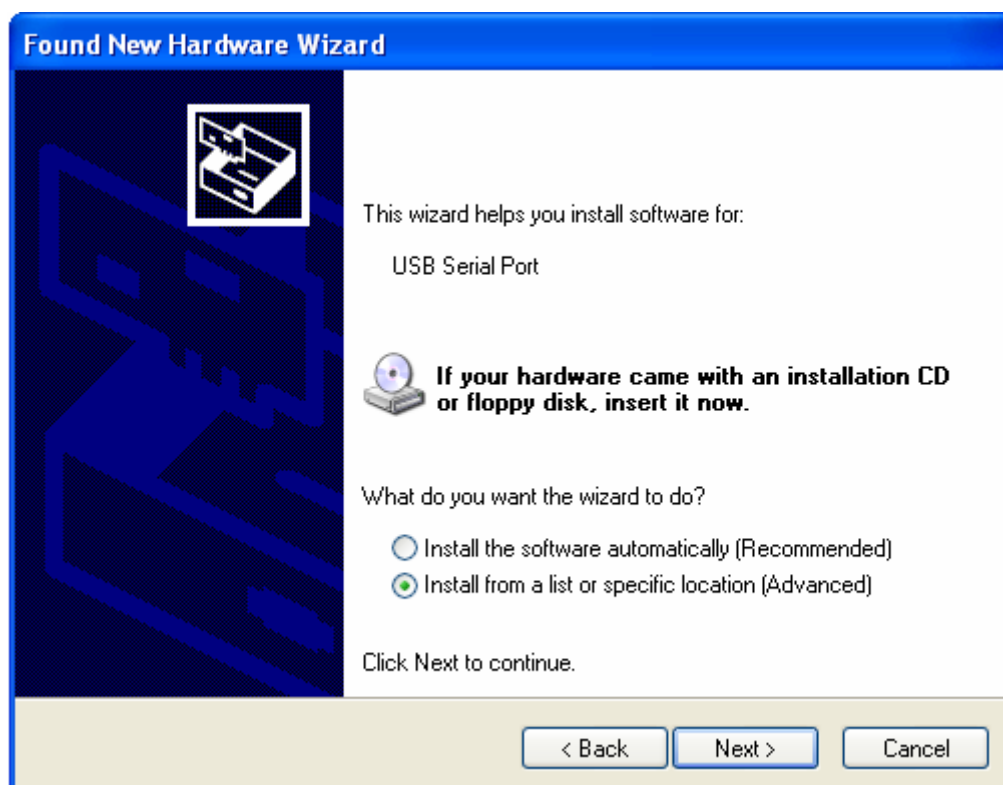 Found New Hardware Wizard
This wizard helps you install software for:
USB Serial Port
If your hardware came with an installation CD
or floppy disk, insert it now.
What do you want the wizard to do?
Install the software automatically (Recommended)
Install from a list or specific location (Advanced)
Click Next to continue.
< Back Next > Cancel